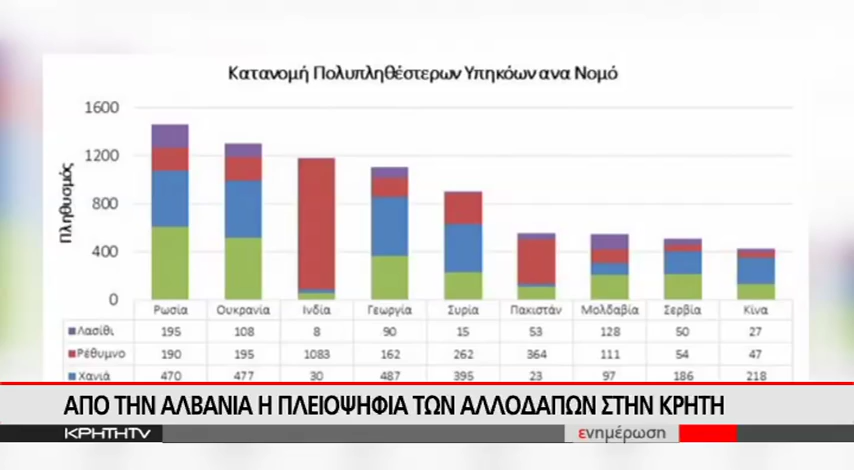 Κατανομή Πολυπληθέστερων Υπηκόων ανα Νομό
1600
1200
800
400
0
Πληθυσμός
Ρωσία Ουκρανία Ινδία Γεωργία Συρία Πακιστάν Μολδαβία Σερβία Κίνα
Λασίθι 195 108 8 90 15 53 128 50 27
Ρέθυμνο 190 195 1083 162 262 364 111 54 47
Χανιά 470 477 30 487 395 23 97 186 218
ΑΠΟ ΤΗΝ ΑΛΒΑΝΙΑ Η ΠΛΕΙΟΨΗΦΙΑ ΤΩΝ ΑΛΛΟΔΑΠΩΝ ΣΤΗΝ ΚΡΗΤΗ
ΚΡΗΤΗTV ενημέρωση